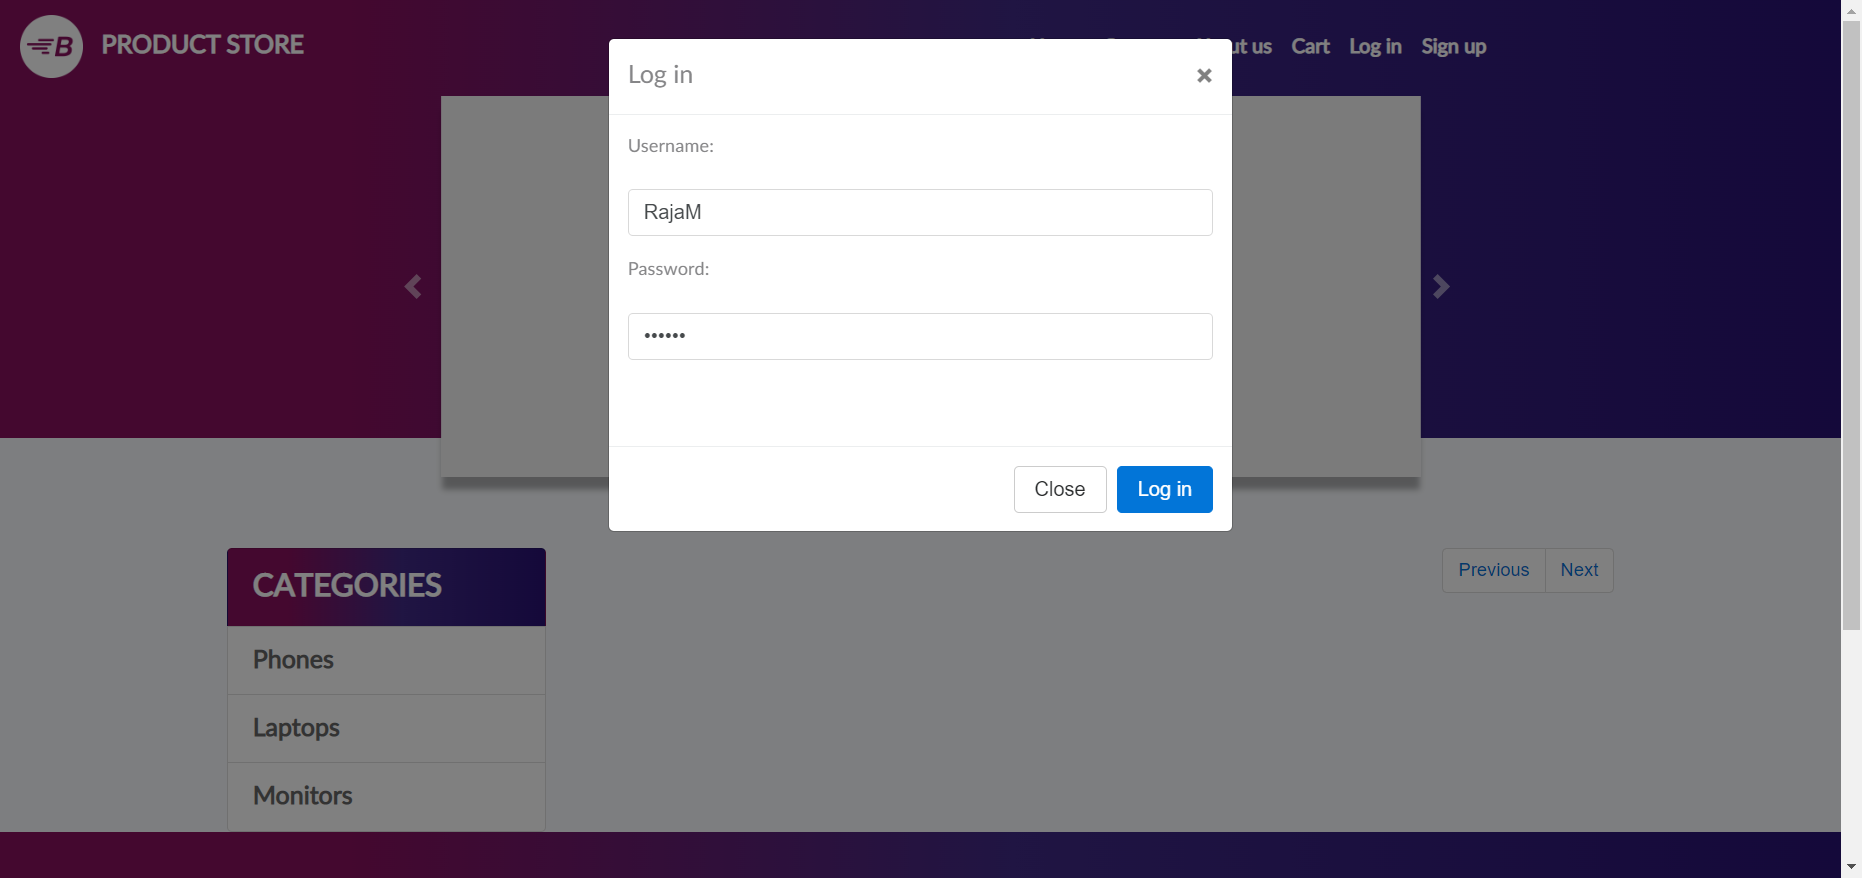 B
PRODUCT STORE
ut us Cart Log in Sign up
Log in
×
Username:
RajaM
Password:
••••••
Close Log in
CATEGORIES
Phones
Laptops
Monitors
Previous Next